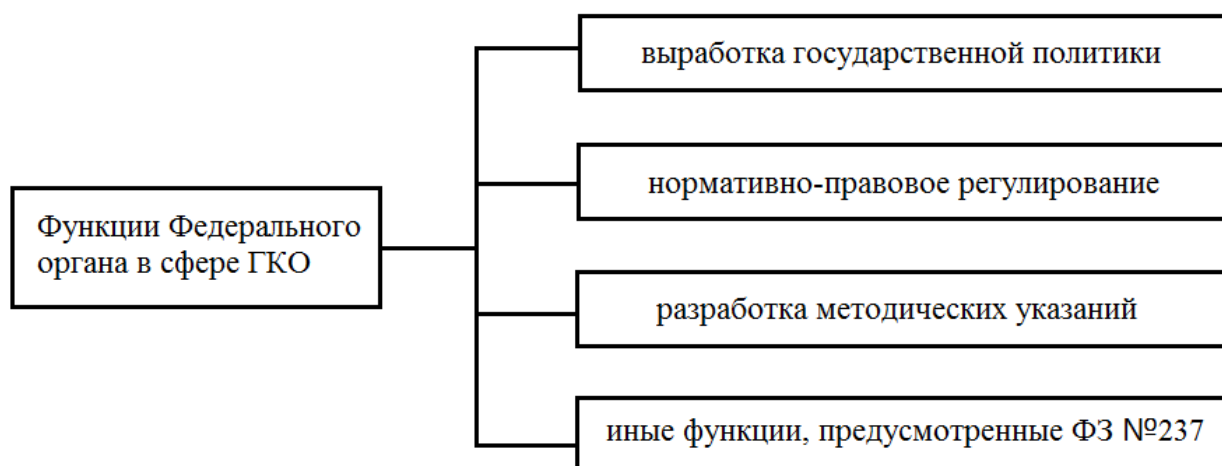 выработка государственной политики
нормативно-правовое регулирование
Функции Федерального
органа в сфере ГКО
разработка методических указаний
иные функции, предусмотренные ФЗ №237